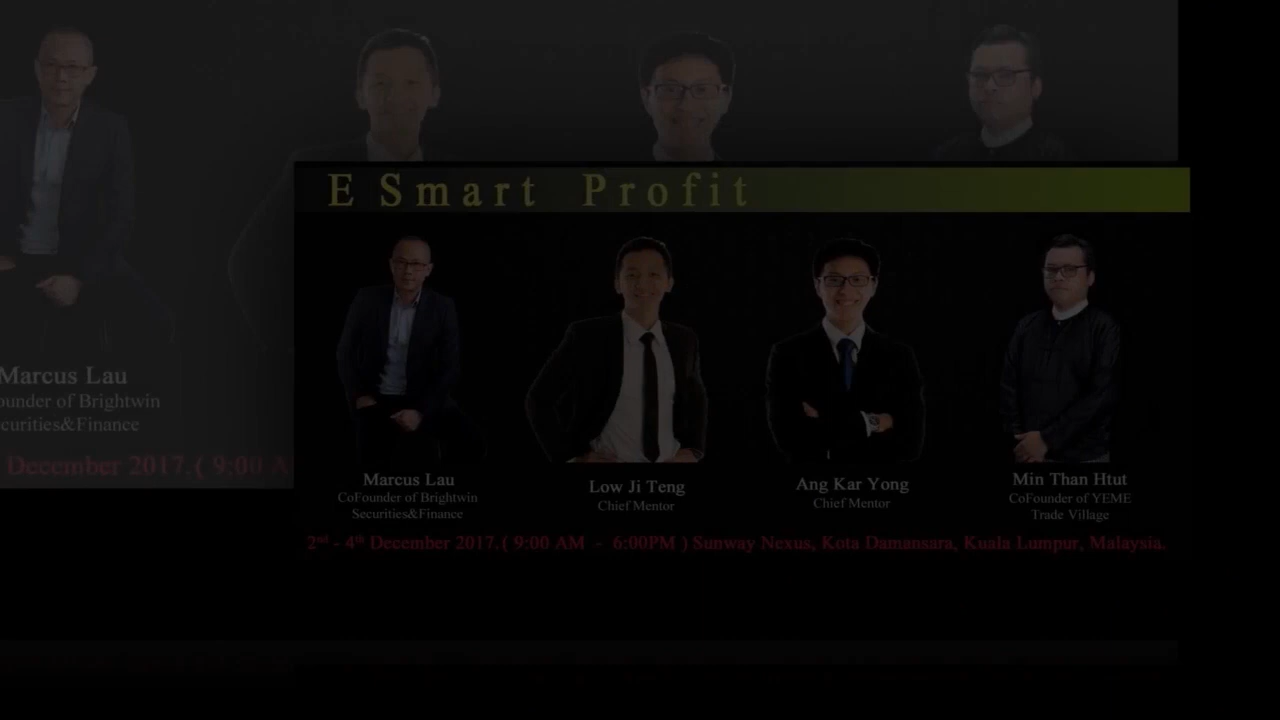 E Smart Profit
Marcus Lau
CoFounder of Brightwin
Securities&Finance
Low Ji Teng
Chief Mentor
Ang Kar Yong
Chief Mentor
Min Than Htut
CoFounder of YEME
Trade Village
2nd - 4th December 2017.( 9:00 AM - 6:00PM ) Sunway Nexus, Kota Damansara, Kuala Lumpur, Malaysia.
Marcus Lau
ounder of Brightwin
curities&Finance
December 2017.( 9:00 A